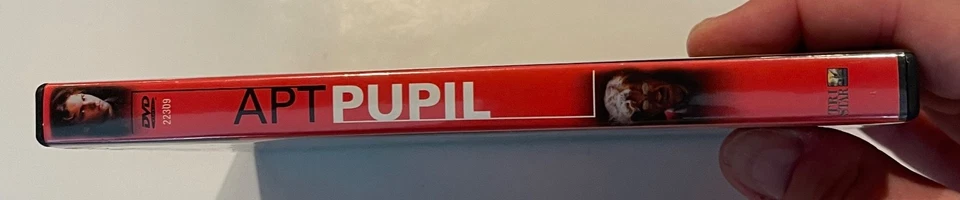 DVD
22309
APT PUPIL
TRI
STAR